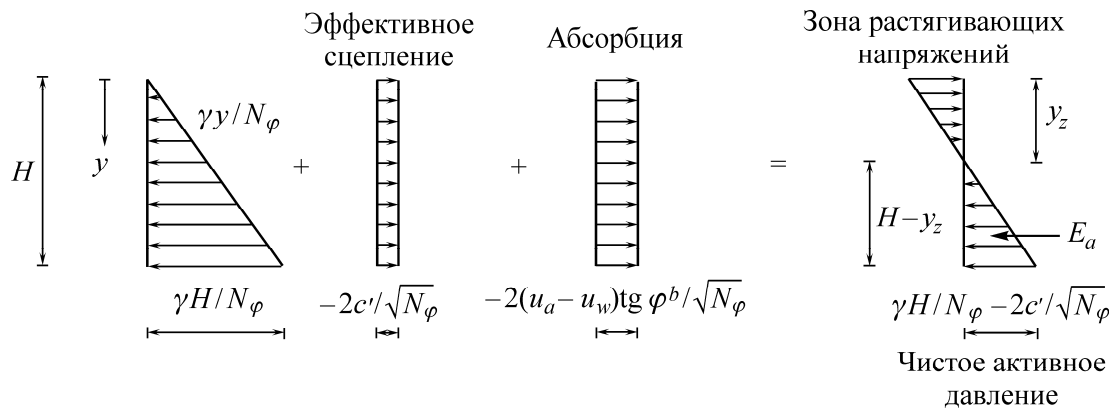 Эффективное
сцепление
Абсорбция
Зона растягивающих
напряжений
H
y
γy/N_φ
+
+
=
y_z
H–y_z
E_a
γH/N_φ
–2c'/√N_φ
–2(u_a – u_w)tg φ^b/√N_φ
γH/N_φ –2c'/√N_φ
Чистое активное
давление